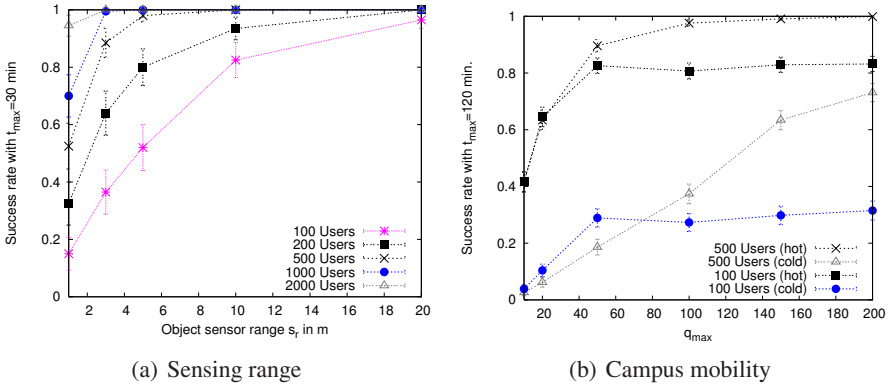 Success rate with t_max=30 min
1
0.8
0.6
0.4
0.2
0
2 4 6 8 10 12 14 16 18 20
Object sensor range s_r in m
100 Users
200 Users
500 Users
1000 Users
2000 Users
(a) Sensing range
Success rate with t_max=120 min.
1
0.8
0.6
0.4
0.2
0
20 40 60 80 100 120 140 160 180 200
q_max
500 Users (hot)
500 Users (cold)
100 Users (hot)
100 Users (cold)
(b) Campus mobility